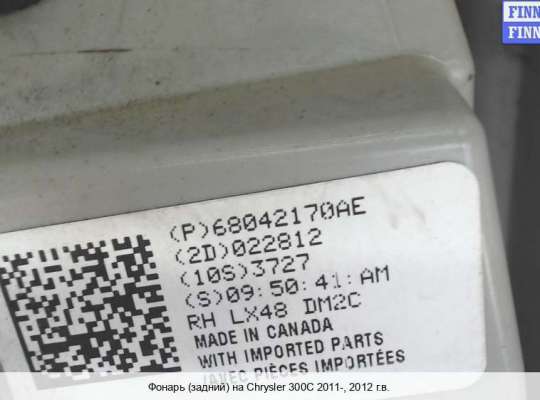 FINN
FINN
(P)68042170AE
(2D)022812
(10S)3727
(S)09:50:41:AM
RH LX48 DM2C
MADE IN CANADA
WITH IMPORTED PARTS
/AVEC PIÈCES IMPORTÉES
Фонарь (задний) на Chrysler 300C 2011-, 2012 г.в.